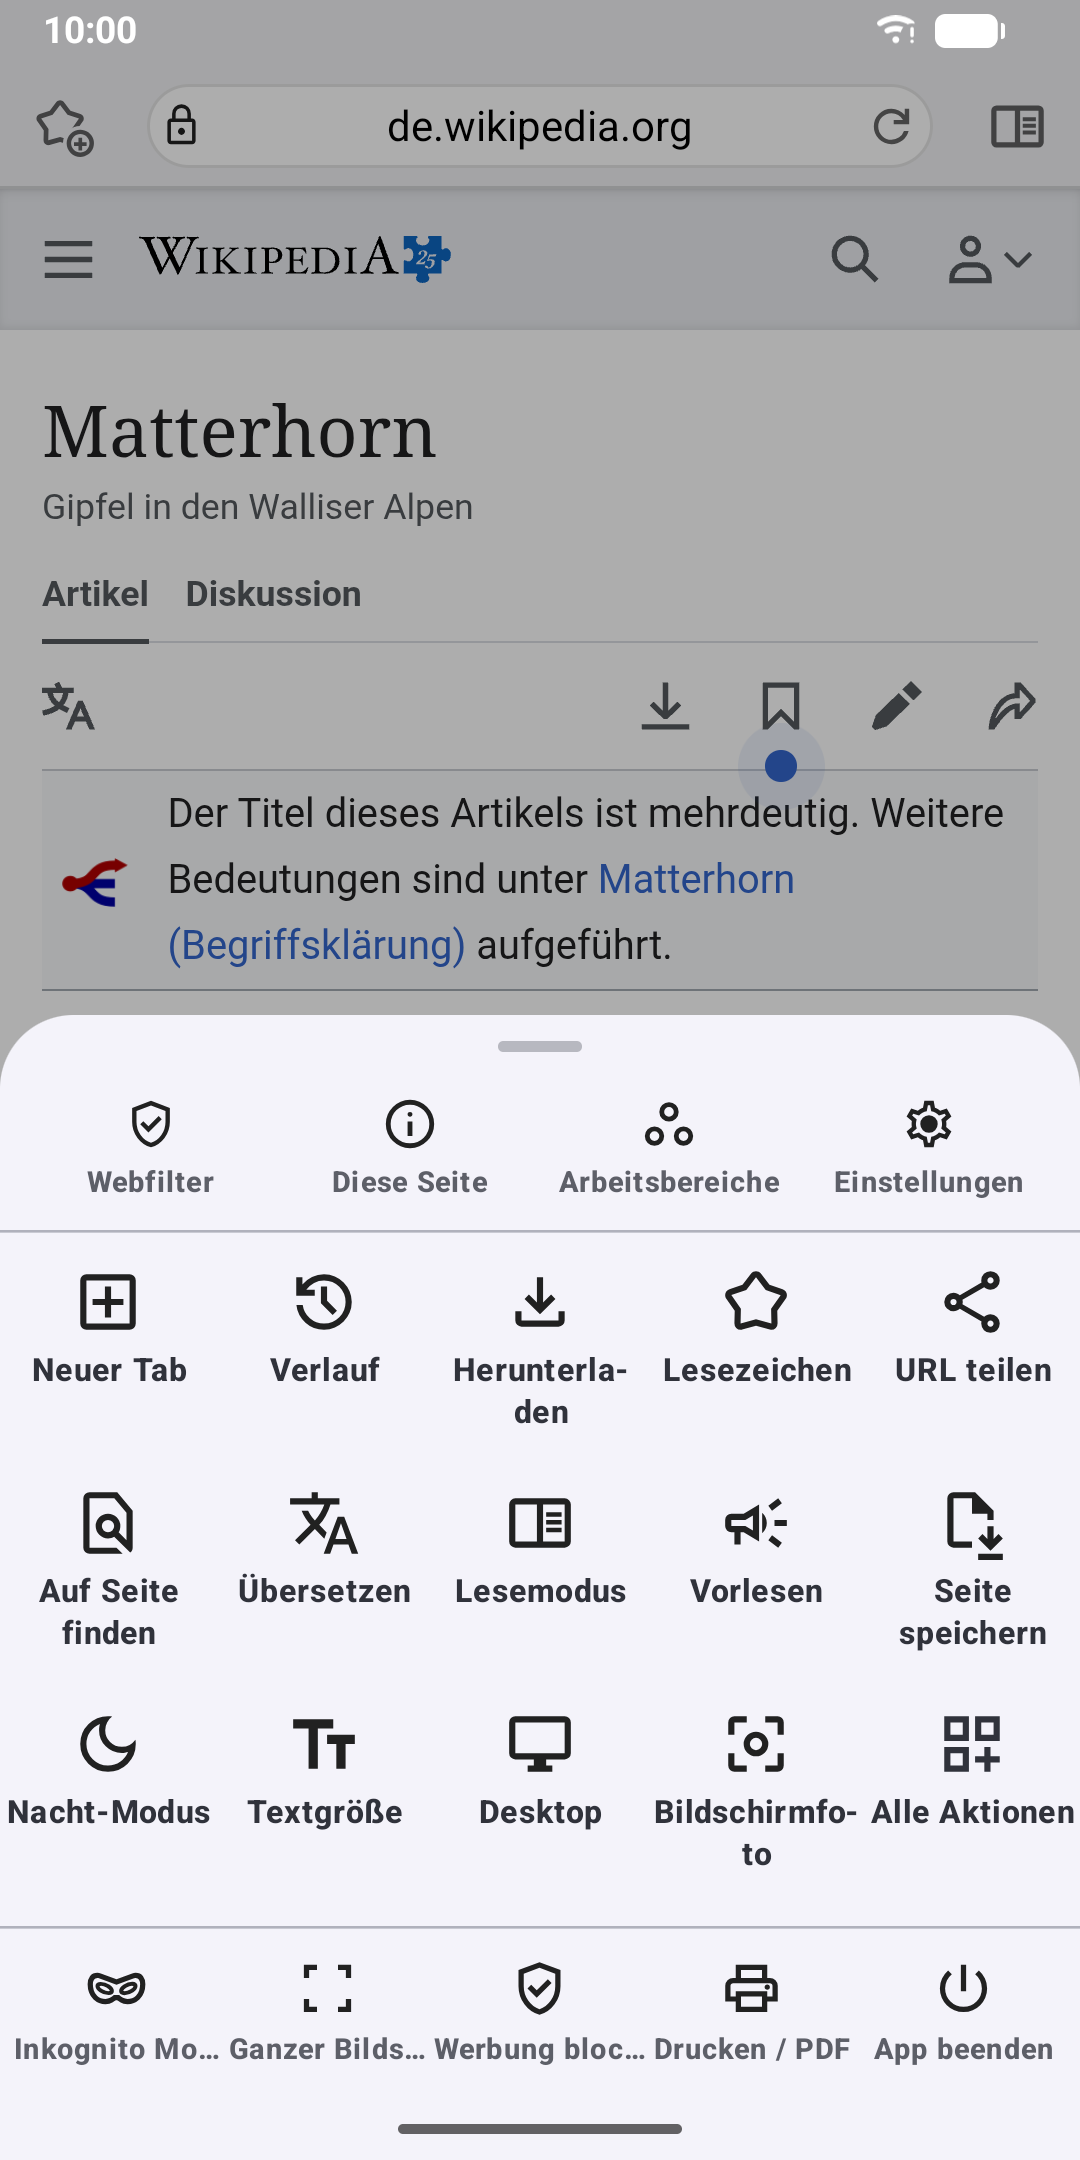 10:00
de.wikipedia.org
WIKIPEDIA 25
Matterhorn
Gipfel in den Walliser Alpen
Artikel Diskussion
Der Titel dieses Artikels ist mehrdeutig. Weitere
Bedeutungen sind unter Matterhorn
(Begriffsklärung) aufgeführt.
Webfilter Diese Seite Arbeitsbereiche Einstellungen
Neuer Tab Verlauf Herunterla- Lesezeichen URL teilen
den
Auf Seite Übersetzen Lesemodus Vorlesen Seite
finden speichern
Nacht-Modus Textgröße Desktop Bildschirmfo- Alle Aktionen
to
Inkognito Mo... Ganzer Bilds... Werbung bloc... Drucken / PDF App beenden